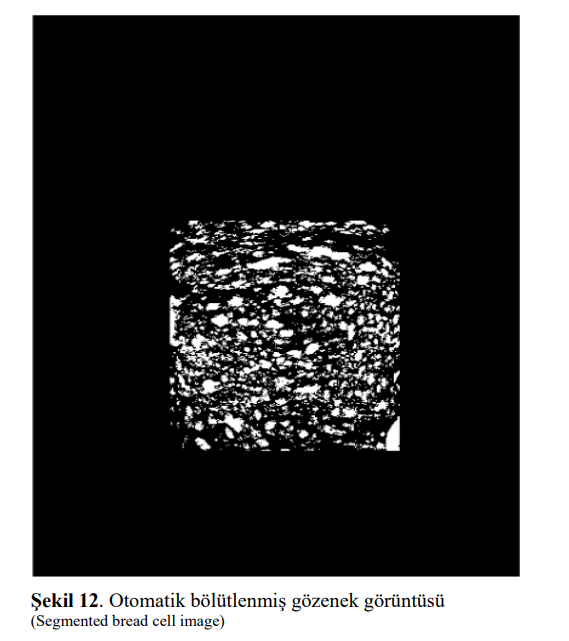 Şekil 12. Otomatik bölütlenmiş gözenek görüntüsü
(Segmented bread cell image)